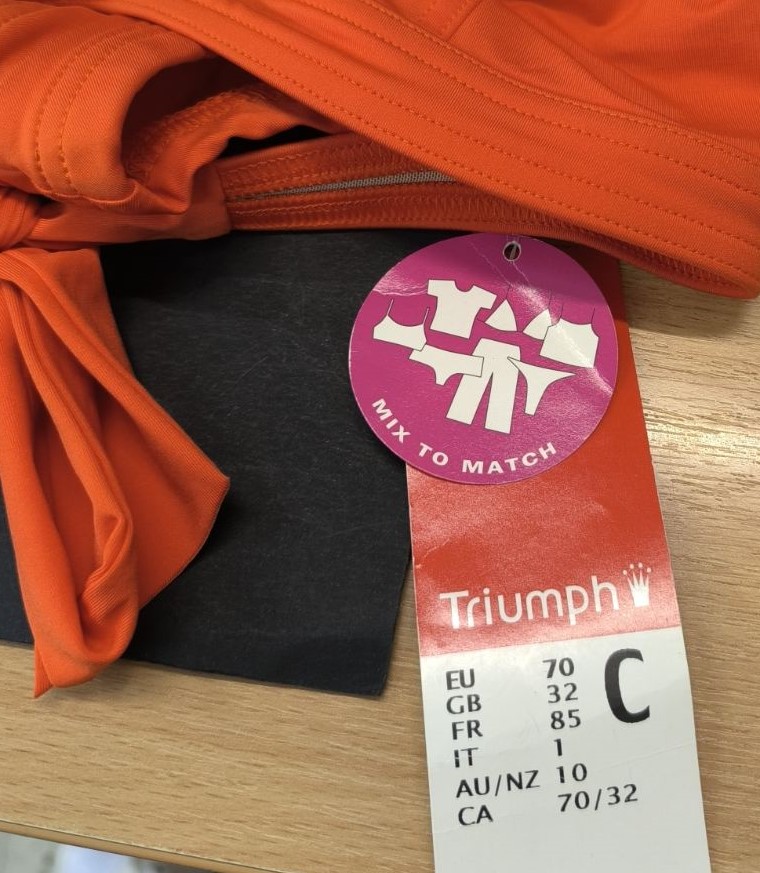 MIX TO MATCH
Triumph
EU 70 C
GB 32
FR 85
IT 1
AU/NZ 10
CA 70/32